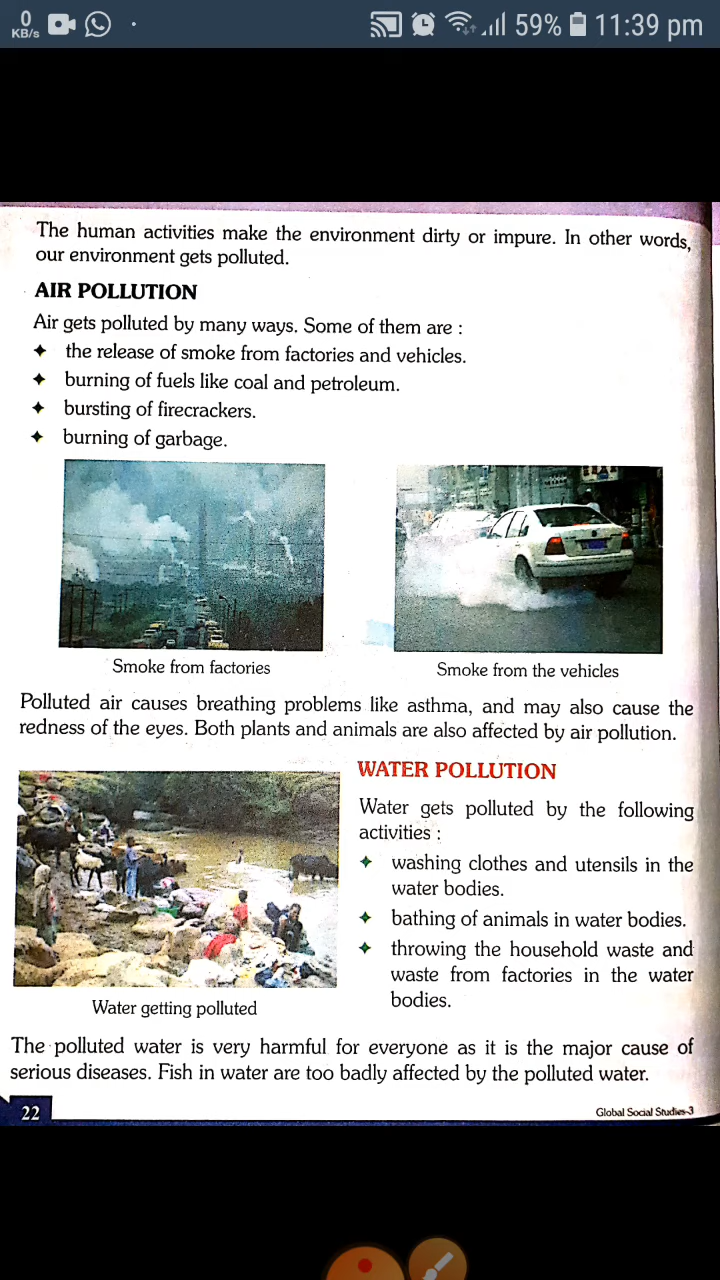 0
KB/s
59%
11:39 pm
The human activities make the environment dirty or impure. In other words,
our environment gets polluted.
AIR POLLUTION
Air gets polluted by many ways. Some of them are :
✦ the release of smoke from factories and vehicles.
✦ burning of fuels like coal and petroleum.
✦ bursting of firecrackers.
✦ burning of garbage.
Smoke from factories
Smoke from the vehicles
Polluted air causes breathing problems like asthma, and may also cause the
redness of the eyes. Both plants and animals are also affected by air pollution.
WATER POLLUTION
Water gets polluted by the following
activities :
✦ washing clothes and utensils in the
water bodies.
✦ bathing of animals in water bodies.
✦ throwing the household waste and
waste from factories in the water
bodies.
Water getting polluted
The polluted water is very harmful for everyone as it is the major cause of
serious diseases. Fish in water are too badly affected by the polluted water.
22
Global Social Studies-3